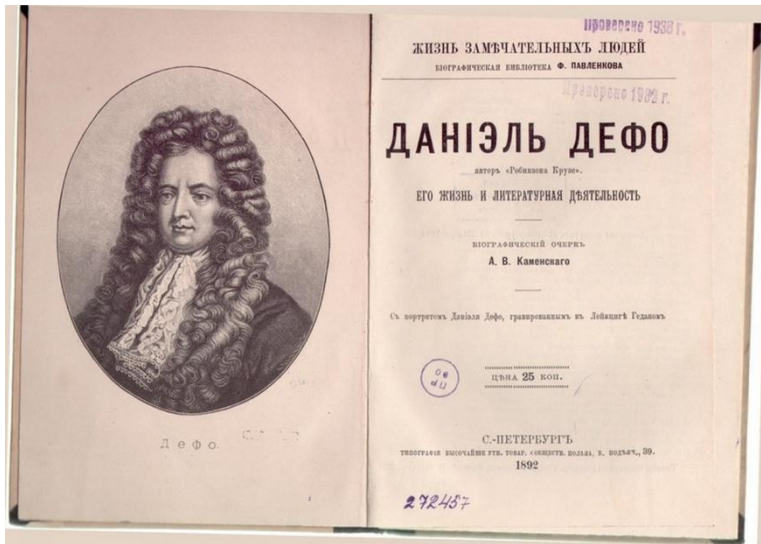 Дефо.
Проверено 1938 г.
ЖИЗНЬ ЗАМѢЧАТЕЛЬНЫХЪ ЛЮДЕЙ
БІОГРАФИЧЕСКАЯ БИБЛІОТЕКА Ф. ПАВЛЕНКОВА
Проверено 19 г.
ДАНІЭЛЬ ДЕФО
авторъ «Робинзона Крузе».
ЕГО ЖИЗНЬ И ЛИТЕРАТУРНАЯ ДѢЯТЕЛЬНОСТЬ
БІОГРАФИЧЕСКІЙ ОЧЕРКЪ
А. В. Каменскаго
Съ портретомъ Даніэля Дефо, гравированнымъ въ Лейпцигѣ Геданомъ
ЦѢНА 25 КОП.
С.-ПЕТЕРБУРГЪ
ТИПОГРАФІЯ ВЫСОЧАЙШЕ УТВ. ТОВАР. «ОБЩЕСТВ. ПОЛЬЗА, Б. ПОДЪЯЧ., 39.
1892
272457